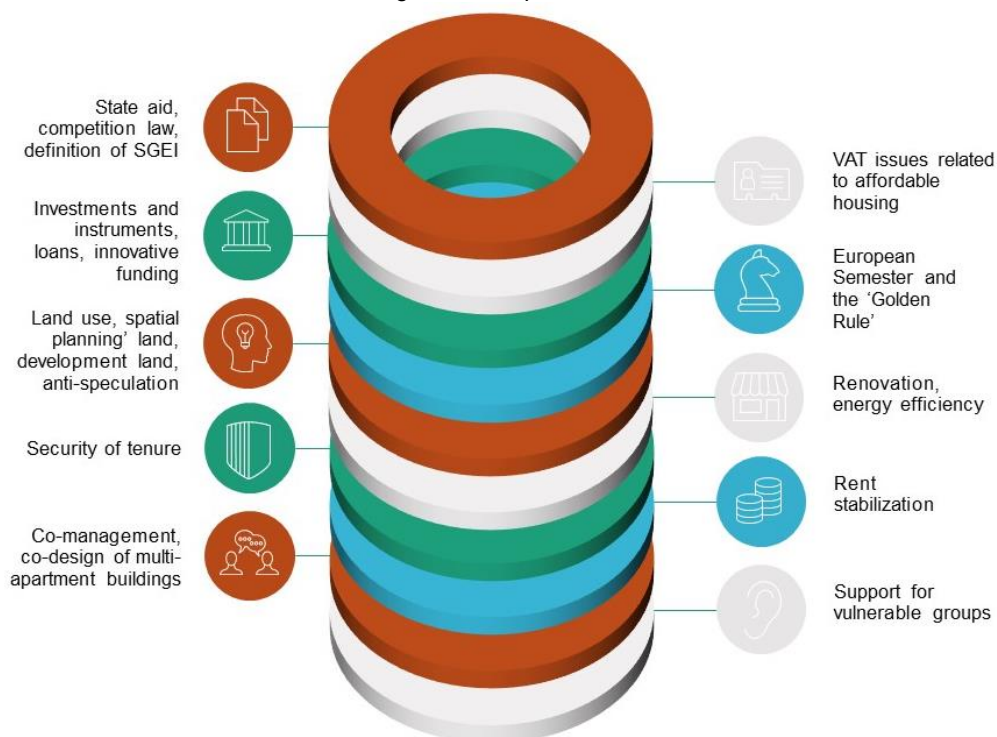 State aid,
competition law,
definition of SGEI
Investments and
instruments,
loans, innovative
funding
Land use, spatial
planning' land,
development land,
anti-speculation
Security of tenure
Co-management,
co-design of multi-
apartment buildings
VAT issues related
to affordable
housing
European
Semester and
the 'Golden
Rule'
Renovation,
energy efficiency
Rent
stabilization
Support for
vulnerable groups